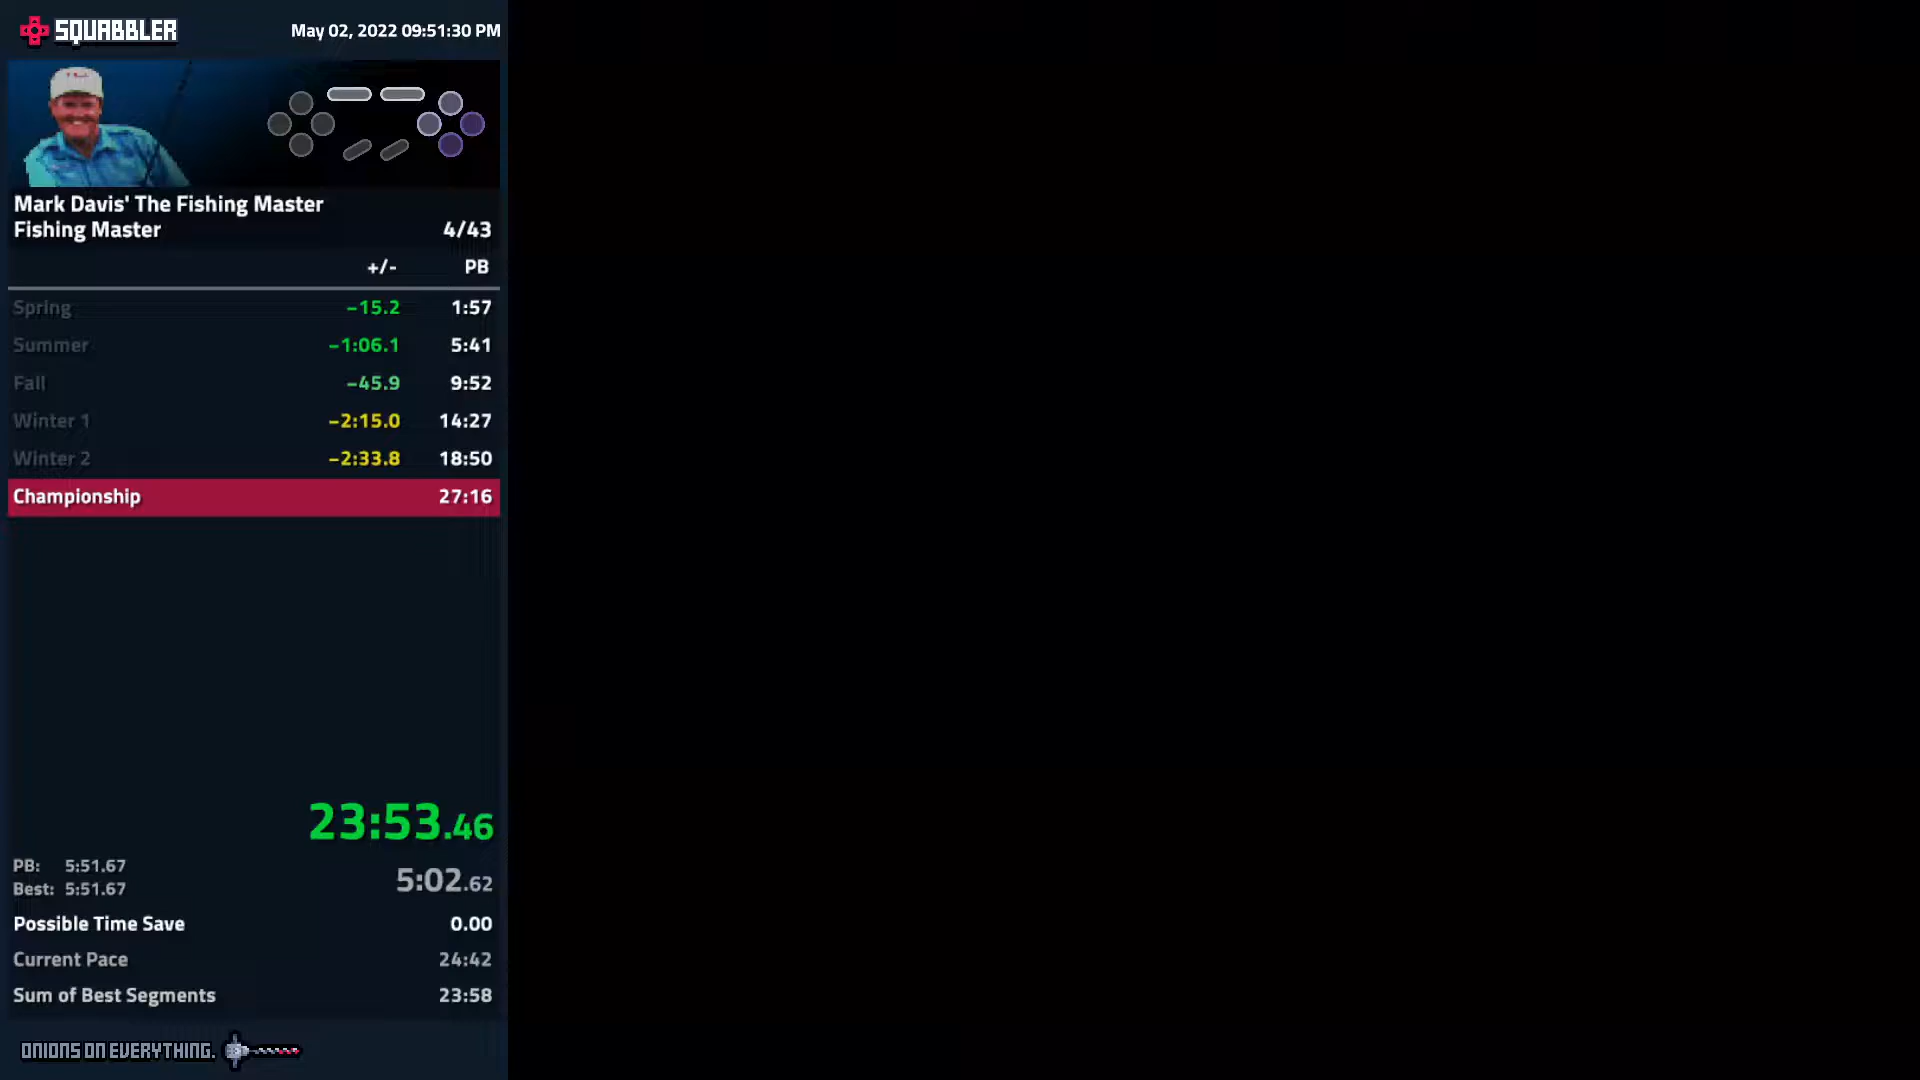 SQUABBLER
May 02, 2022 09:51:30 PM
Mark Davis' The Fishing Master
Fishing Master 4/43
+/- PB
Spring -15.2 1:57
Summer -1:06.1 5:41
Fall -45.9 9:52
Winter 1 -2:15.0 14:27
Winter 2 -2:33.8 18:50
Championship 27:16
23:53.46
PB: 5:51.67
Best: 5:51.67
5:02.62
Possible Time Save 0.00
Current Pace 24:42
Sum of Best Segments 23:58
ONIONS ON EVERYTHING.